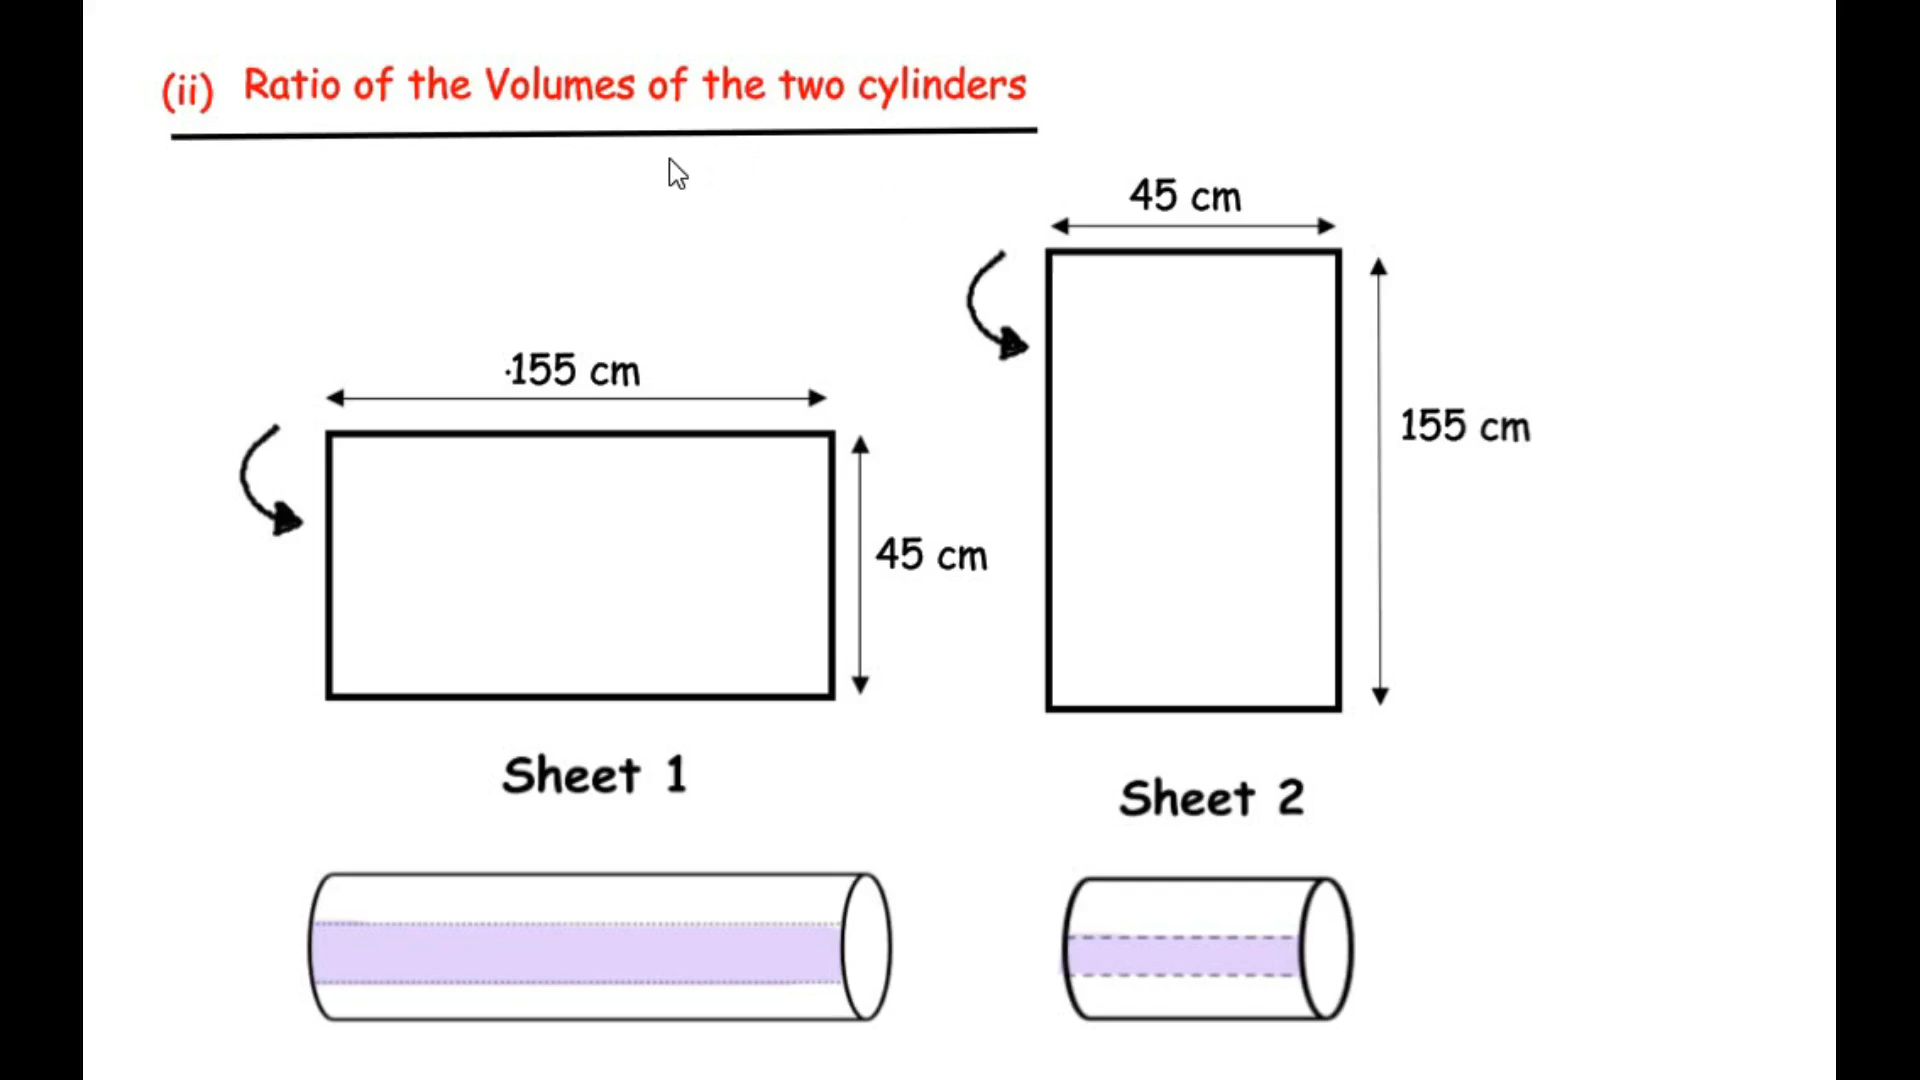 (ii) Ratio of the Volumes of the two cylinders
45 cm
155 cm
155 cm
45 cm
Sheet 1
Sheet 2